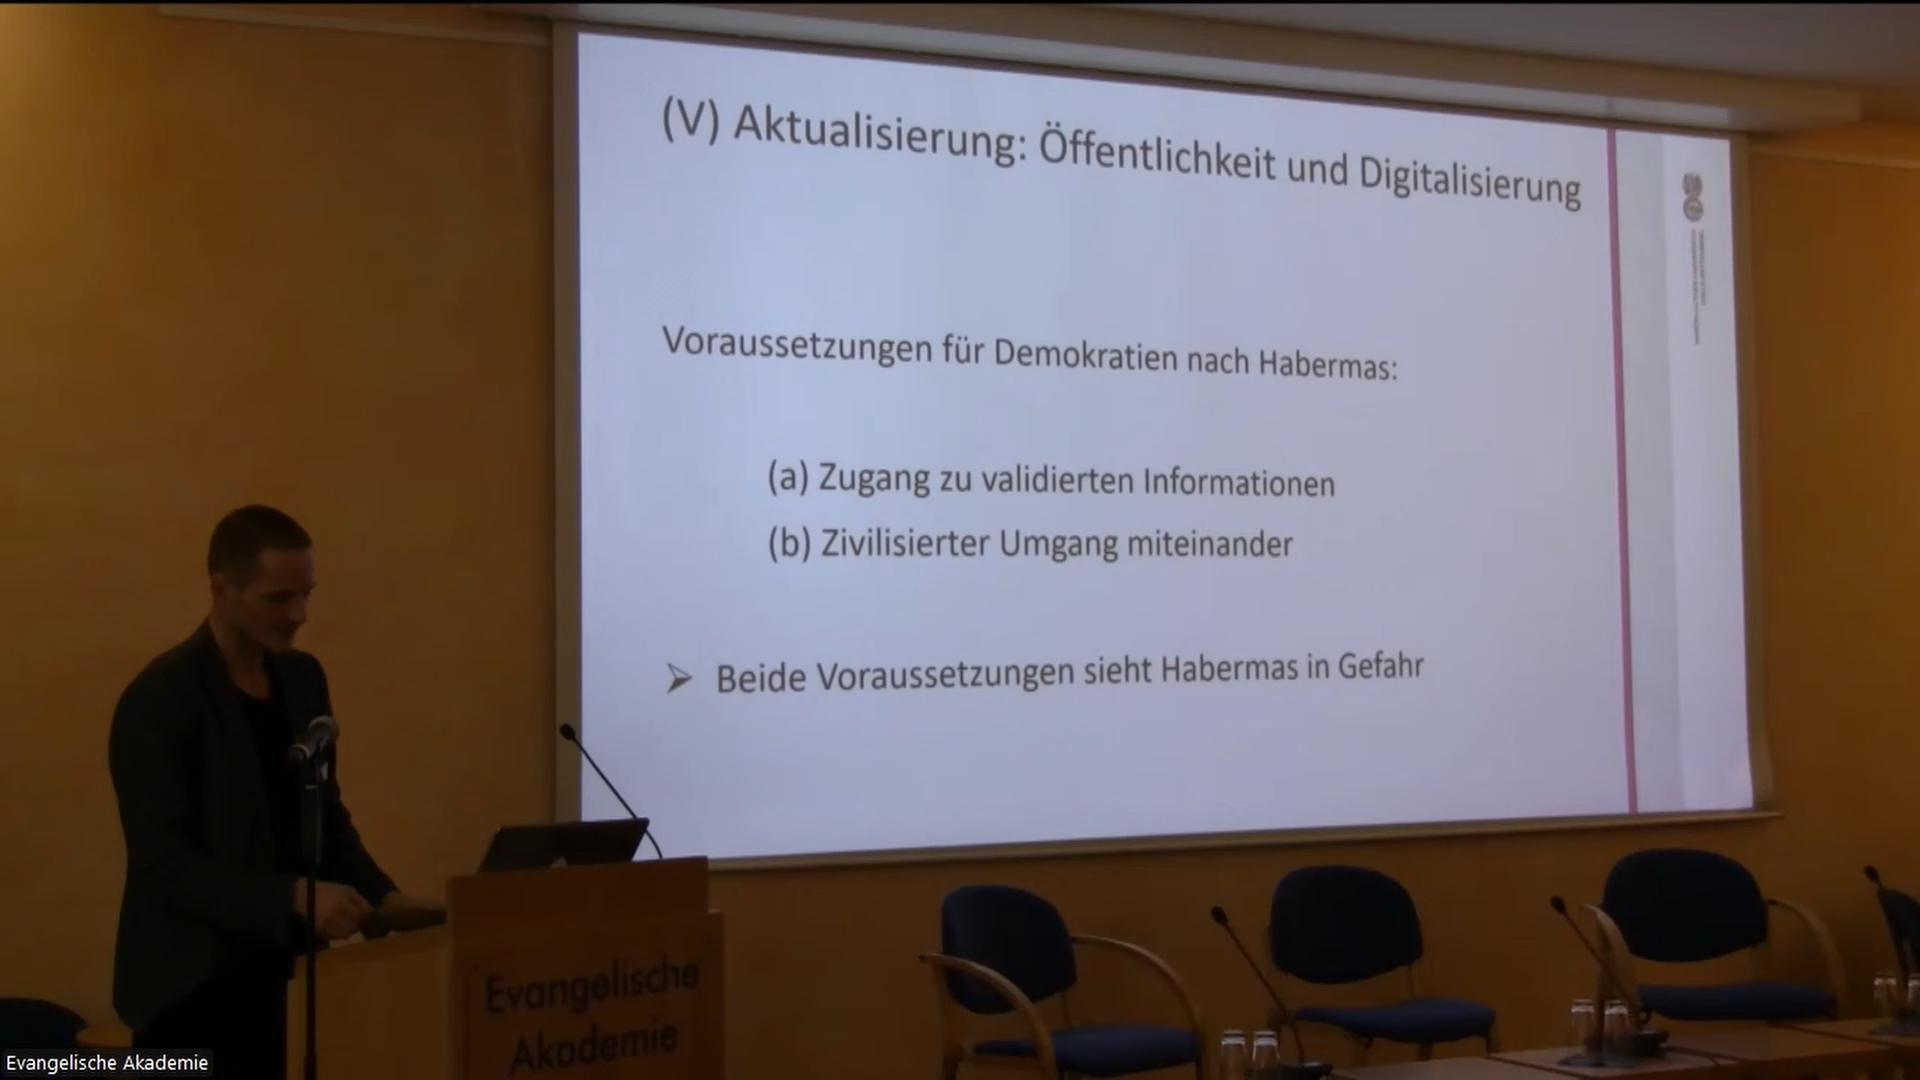 (V) Aktualisierung: Öffentlichkeit und Digitalisierung
Voraussetzungen für Demokratien nach Habermas:
(a) Zugang zu validierten Informationen
(b) Zivilisierter Umgang miteinander
➢ Beide Voraussetzungen sieht Habermas in Gefahr
Evangelische
Akademie
Evangelische Akademie